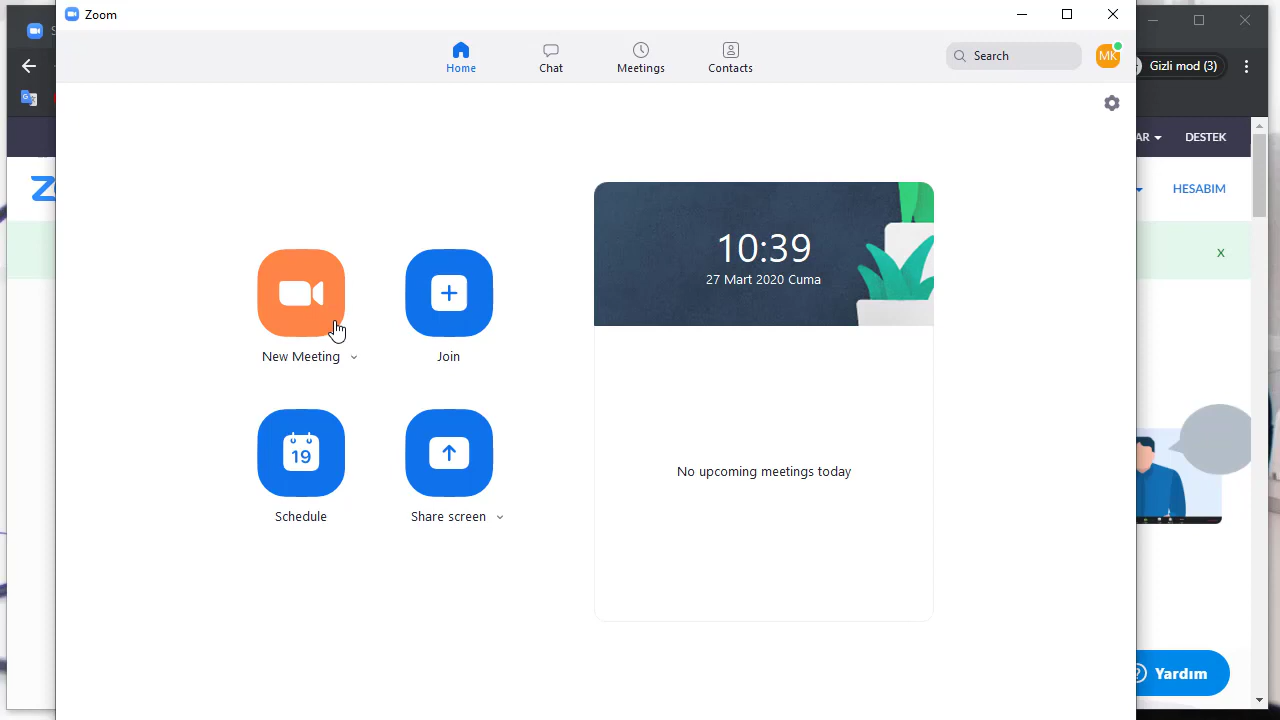 Zoom
Home
Chat
Meetings
Contacts
Search
MK
Gizli mod (3)
AR
DESTEK
HESABIM
X
10:39
27 Mart 2020 Cuma
New Meeting
Join
19
Schedule
Share screen
No upcoming meetings today
? Yardım